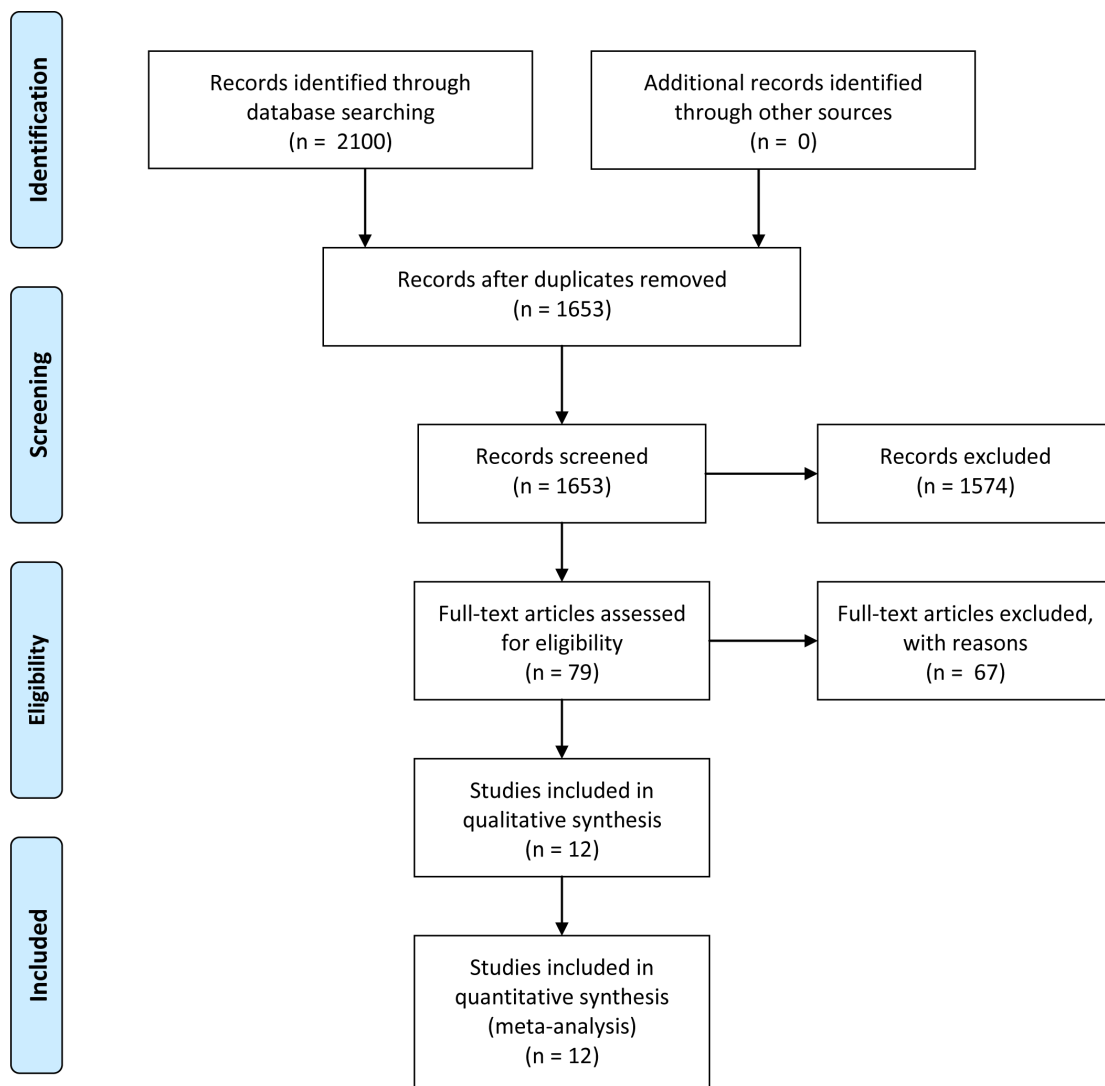 Identification
Records identified through
database searching
(n =  2100)
Additional records identified
through other sources
(n =  0)
Records after duplicates removed
(n = 1653)
Screening
Records screened
(n = 1653)
Records excluded
(n = 1574)
Eligibility
Full-text articles assessed
for eligibility
(n = 79)
Full-text articles excluded,
with reasons
(n =  67)
Studies included in
qualitative synthesis
(n = 12)
Included
Studies included in
quantitative synthesis
(meta-analysis)
(n = 12)